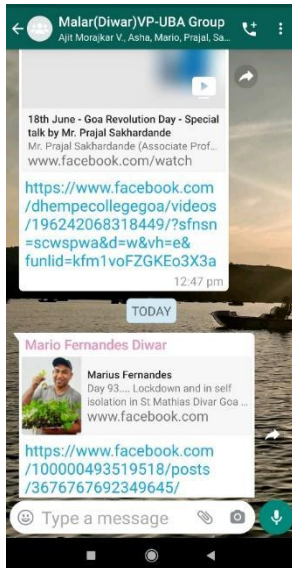 Malar(Diwar)VP-UBA Group
Ajit Morajkar V., Asha, Mario, Prajal, Sa...
18th June - Goa Revolution Day - Special
talk by Mr. Prajal Sakhardande
Mr. Prajal Sakhardande (Associate Prof...
www.facebook.com/watch
https://www.facebook.com
/dhempecollegegoa/videos
/196242068318449/?sfnsn
=scwspwa&d=w&vh=e&
funlid=kfm1voFZGKEo3X3a
12:47 pm
TODAY
Mario Fernandes Diwar
Marius Fernandes
Day 93.... Lockdown and in self
isolation in St Mathias Divar Goa ...
www.facebook.com
https://www.facebook.com
/100000493519518/posts
/3676767692349645/
Type a message